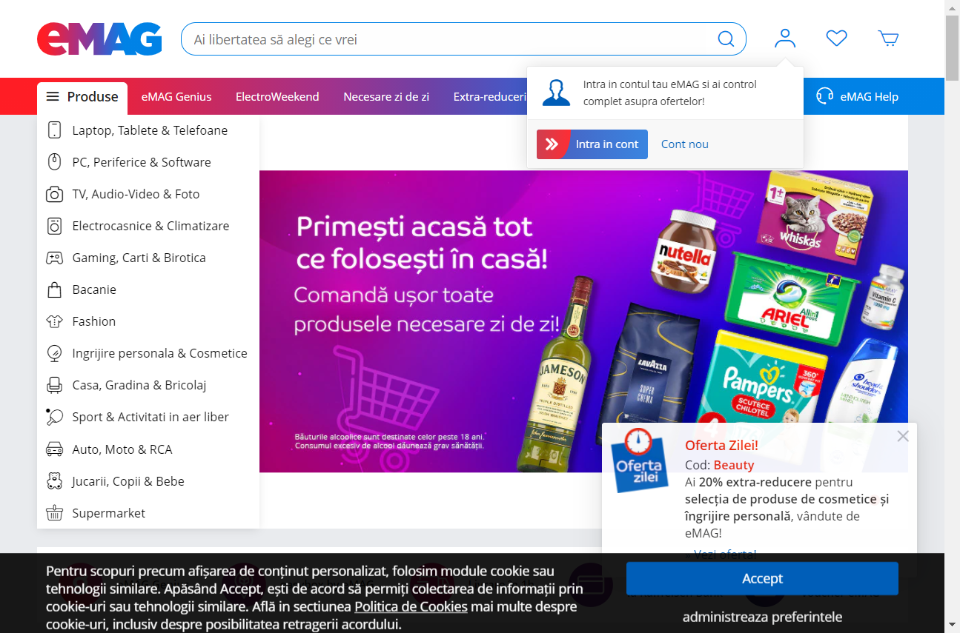 eMAG
Ai libertatea să alegi ce vrei
Produse
eMAG Genius
ElectroWeekend
Necesare zi de zi
Extra-reduceri
eMAG Help
Intra in contul tau eMAG si ai control
complet asupra ofertelor!
Intra in cont
Cont nou
Laptop, Tablete & Telefoane
PC, Periferice & Software
TV, Audio-Video & Foto
Electrocasnice & Climatizare
Gaming, Carti & Birotica
Bacanie
Fashion
Ingrijire personala & Cosmetice
Casa, Gradina & Bricolaj
Sport & Activitati in aer liber
Auto, Moto & RCA
Jucarii, Copii & Bebe
Supermarket
Primești acasă tot
ce folosești în casă!
Comandă ușor toate
produsele necesare zi de zi!
Băuturile alcoolice sunt destinate celor peste 18 ani.
Consumul excesiv de alcool dăunează grav sănătății.
1+
whiskas
nutella
ARIEL
Vitamin C
JAMESON
LAVAZZA
SUPER
CREMA
Pampers
360°
SCUTECE
CHILOȚEL
head &
shoulders
Oferta
zilei
Oferta Zilei!
Cod: Beauty
Ai 20% extra-reducere pentru
selecția de produse de cosmetice și
îngrijire personală, vândute de
eMAG!
Vezi oferta!
Pentru scopuri precum afișarea de conținut personalizat, folosim module cookie sau
tehnologii similare. Apăsând Accept, ești de acord să permiți colectarea de informații prin
cookie-uri sau tehnologii similare. Află in sectiunea Politica de Cookies mai multe despre
cookie-uri, inclusiv despre posibilitatea retragerii acordului.
Accept
administreaza preferintele